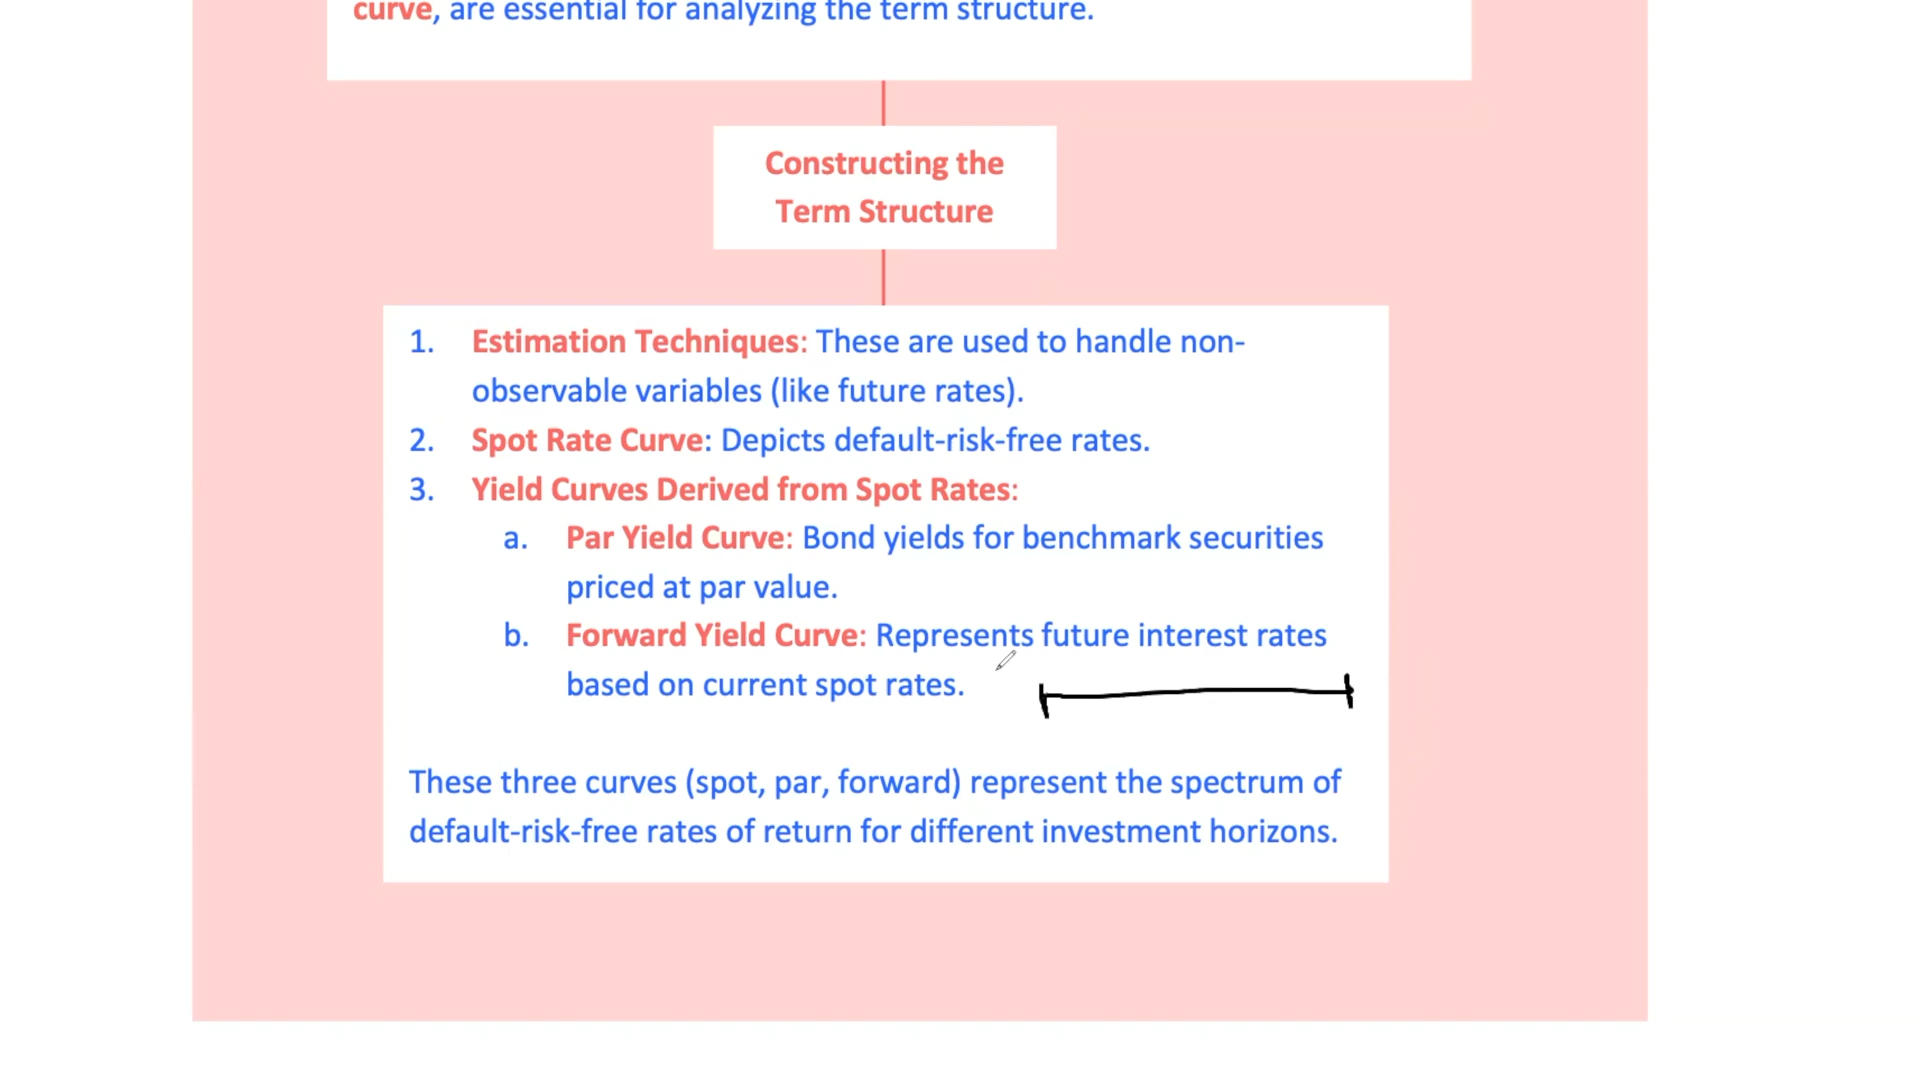 curve, are essential for analyzing the term structure.
Constructing the
Term Structure
1. Estimation Techniques: These are used to handle non-
observable variables (like future rates).
2. Spot Rate Curve: Depicts default-risk-free rates.
3. Yield Curves Derived from Spot Rates:
a. Par Yield Curve: Bond yields for benchmark securities
priced at par value.
b. Forward Yield Curve: Represents future interest rates
based on current spot rates.
These three curves (spot, par, forward) represent the spectrum of
default-risk-free rates of return for different investment horizons.